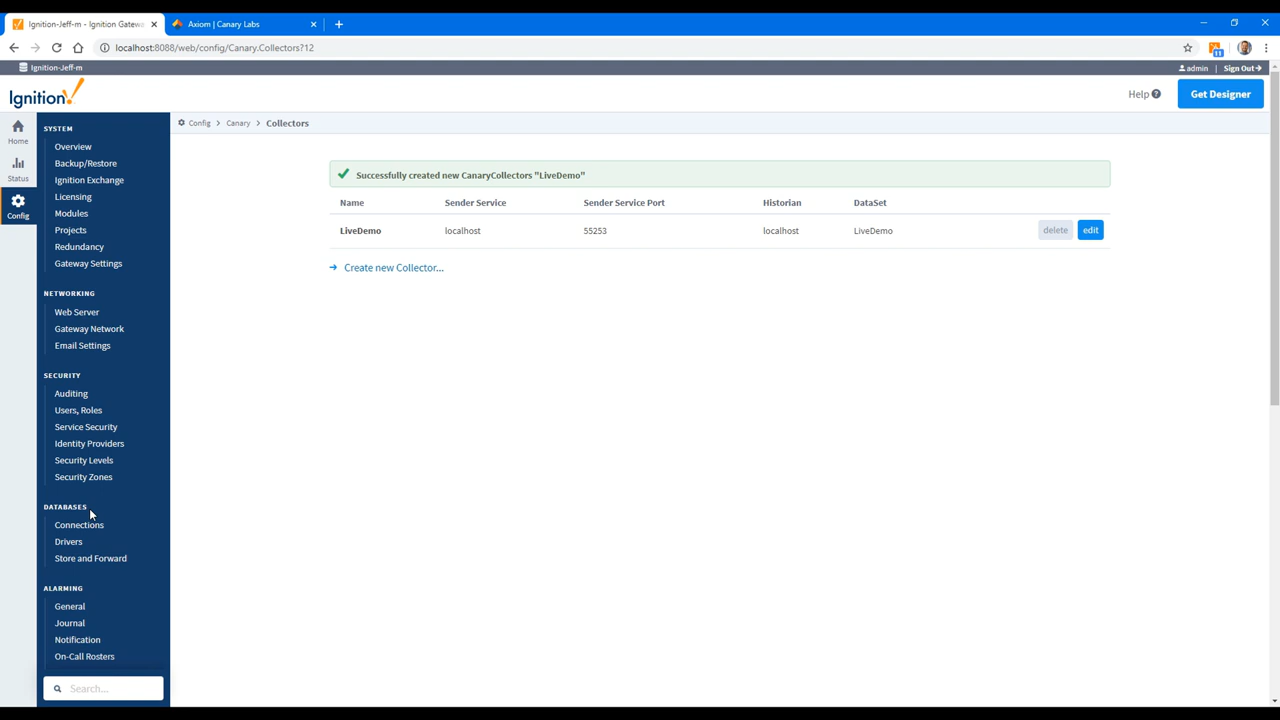 Ignition-Jeff-m - Ignition Gatewa
Axiom | Canary Labs
localhost:8088/web/config/Canary.Collectors?12
11
Ignition-Jeff-m
admin | Sign Out
Ignition!
Help
Get Designer
Home
Status
Config
SYSTEM
Overview
Backup/Restore
Ignition Exchange
Licensing
Modules
Projects
Redundancy
Gateway Settings
NETWORKING
Web Server
Gateway Network
Email Settings
SECURITY
Auditing
Users, Roles
Service Security
Identity Providers
Security Levels
Security Zones
DATABASES
Connections
Drivers
Store and Forward
ALARMING
General
Journal
Notification
On-Call Rosters
Search...
Config > Canary > Collectors
Successfully created new CanaryCollectors "LiveDemo"
Name Sender Service Sender Service Port Historian DataSet
LiveDemo localhost 55253 localhost LiveDemo delete edit
Create new Collector...